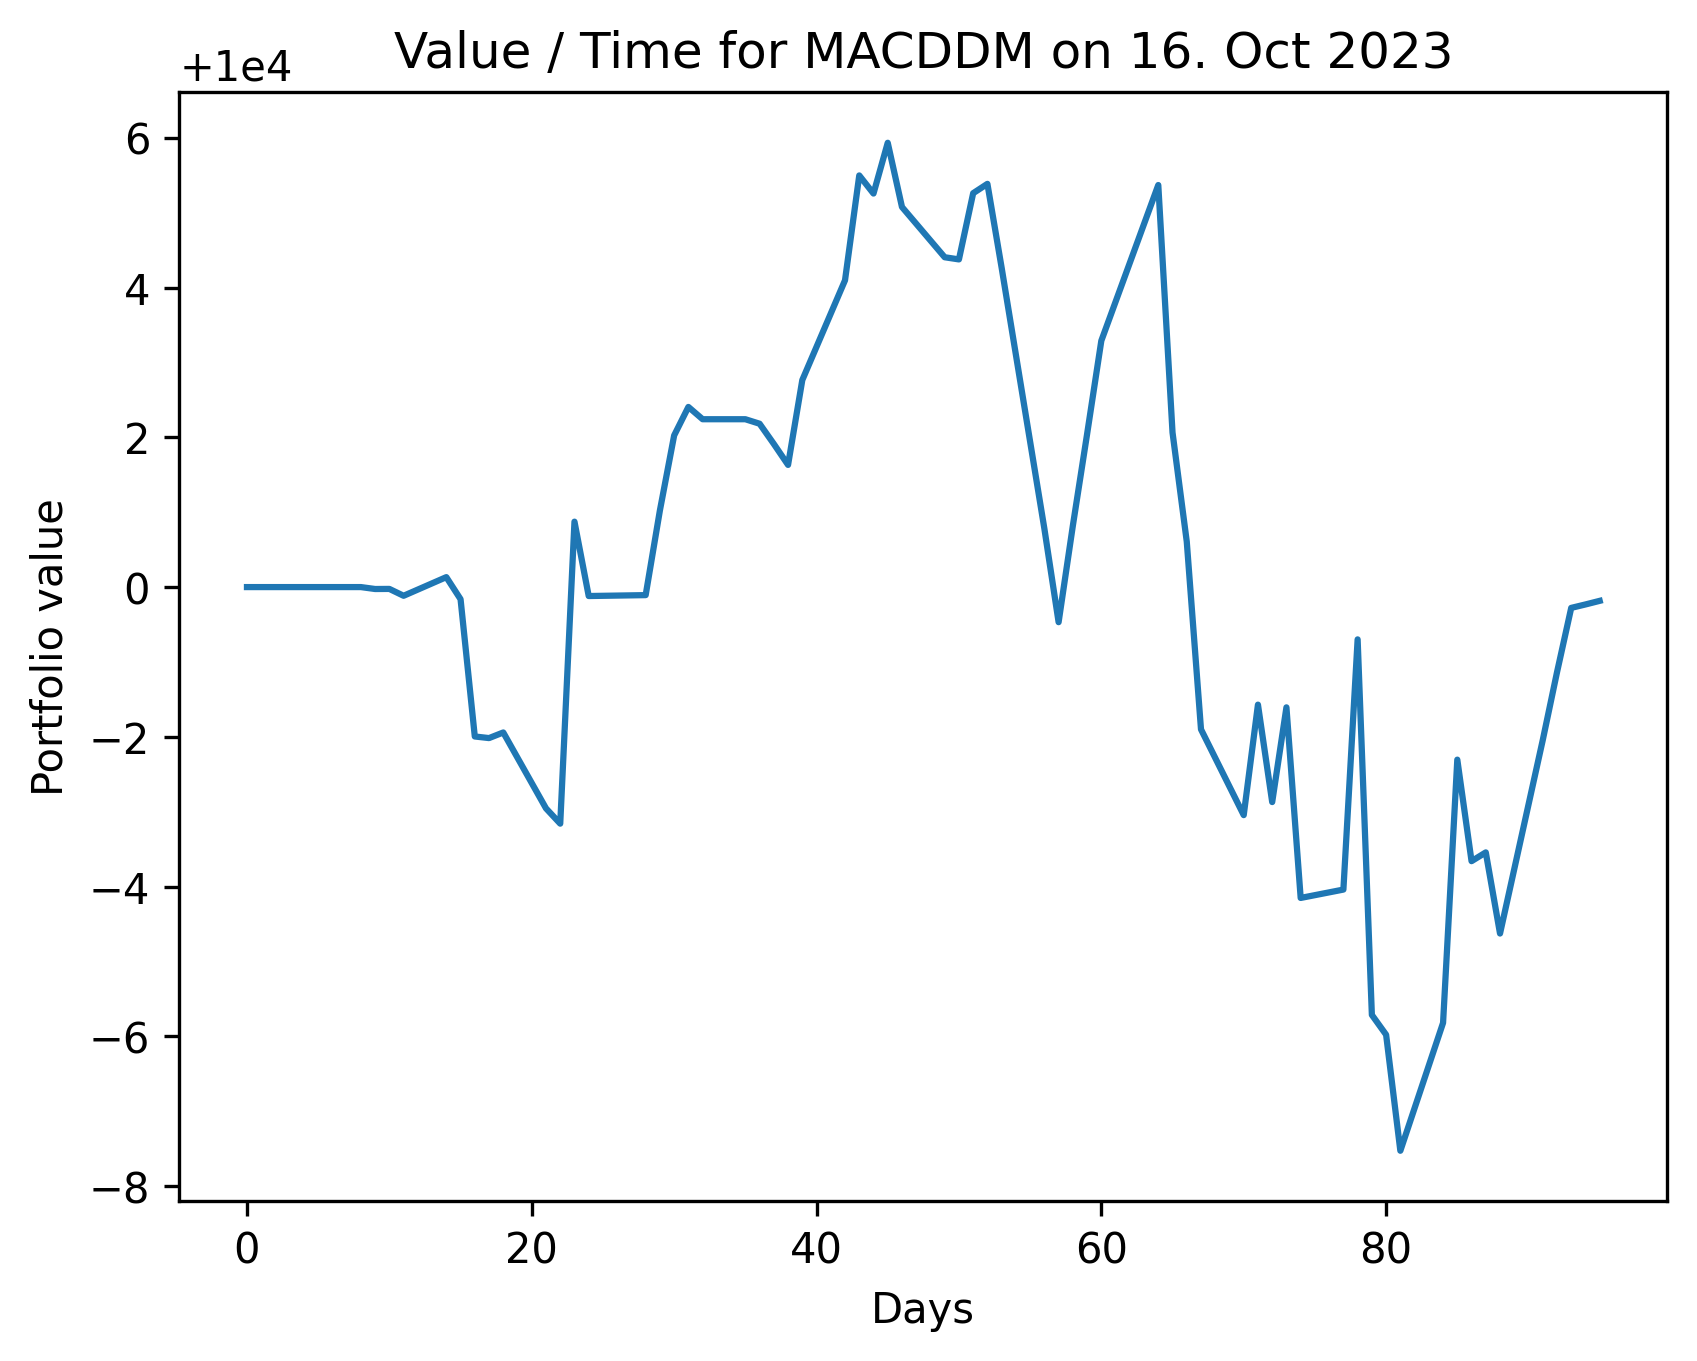 Value / Time for MACDDM on 16. Oct 2023
+1e4
6
4
2
0
−2
−4
−6
−8
Portfolio value
0 20 40 60 80
Days